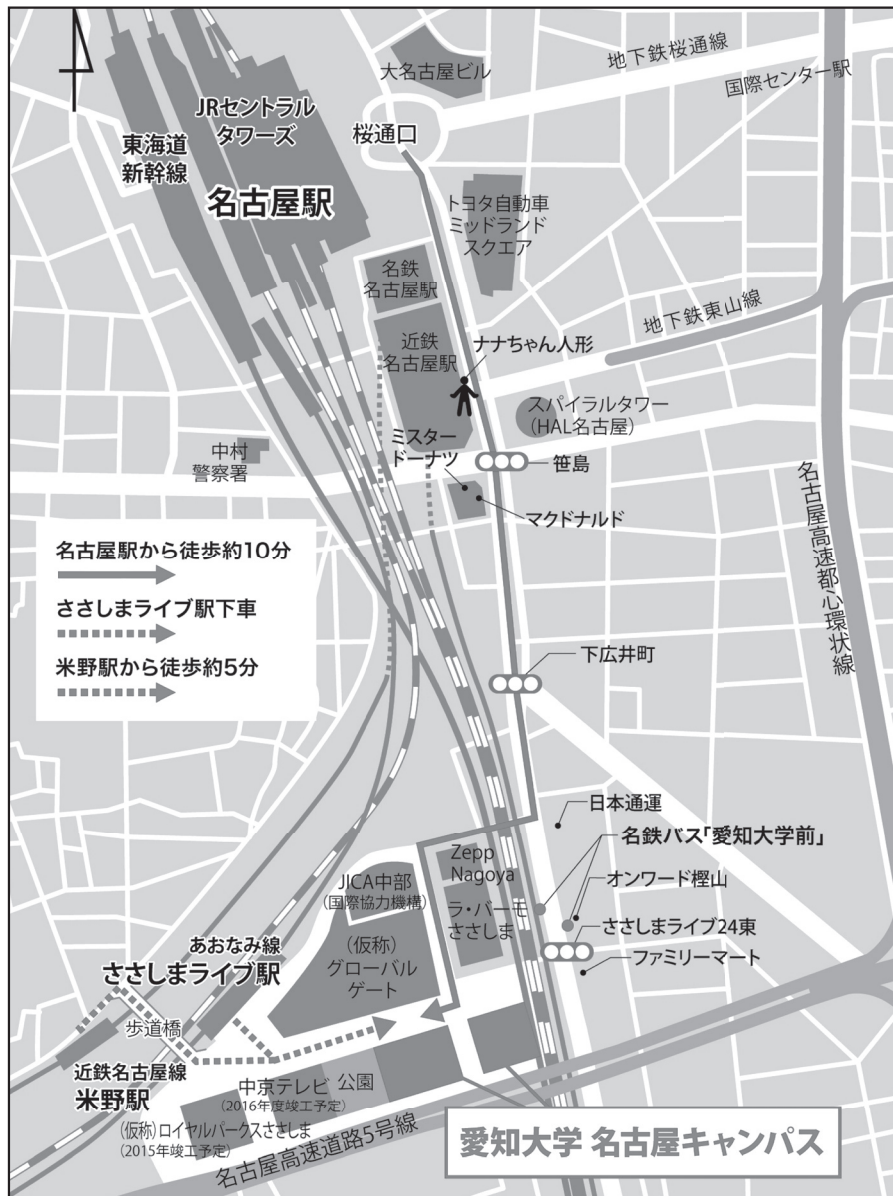 大名古屋ビル
地下鉄桜通線
国際センター駅
JRセントラル
タワーズ
桜通口
東海道
新幹線
名古屋駅
トヨタ自動車
ミッドランド
スクエア
名鉄
名古屋駅
地下鉄東山線
近鉄
名古屋駅
ナナちゃん人形
スパイラルタワー
(HAL名古屋)
ミスター
ドーナツ
中村
警察署
笹島
マクドナルド
名古屋高速都心環状線
名古屋駅から徒歩約10分
ささしまライブ駅下車
米野駅から徒歩約5分
下広井町
日本通運
名鉄バス「愛知大学前」
Zepp
Nagoya
オンワード樫山
JICA中部
(国際協力機構)
ラ・バーモ
ささしま
ささしまライブ24東
ファミリーマート
あおなみ線
ささしまライブ駅
(仮称)
グローバル
ゲート
歩道橋
近鉄名古屋線
米野駅
中京テレビ
(2016年度竣工予定)
公園
(仮称)ロイヤルパークスささしま
(2015年竣工予定)
名古屋高速道路5号線
愛知大学 名古屋キャンパス